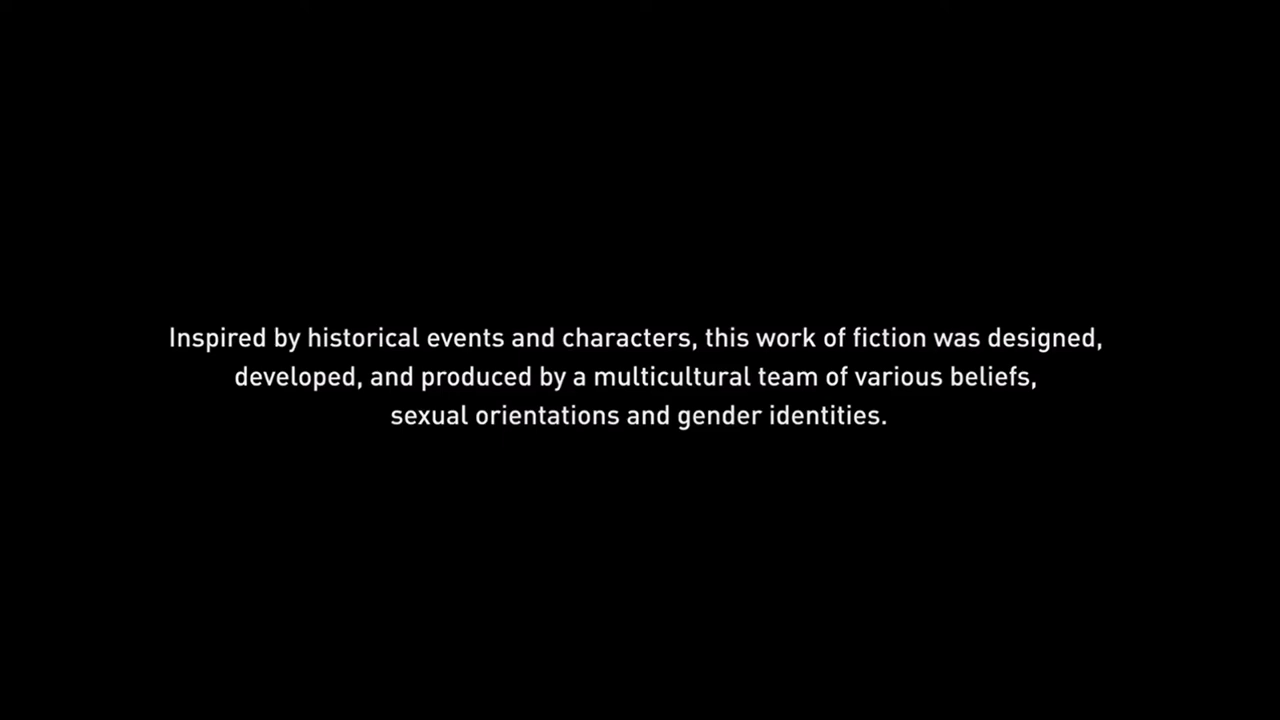 Inspired by historical events and characters, this work of fiction was designed,
developed, and produced by a multicultural team of various beliefs,
sexual orientations and gender identities.